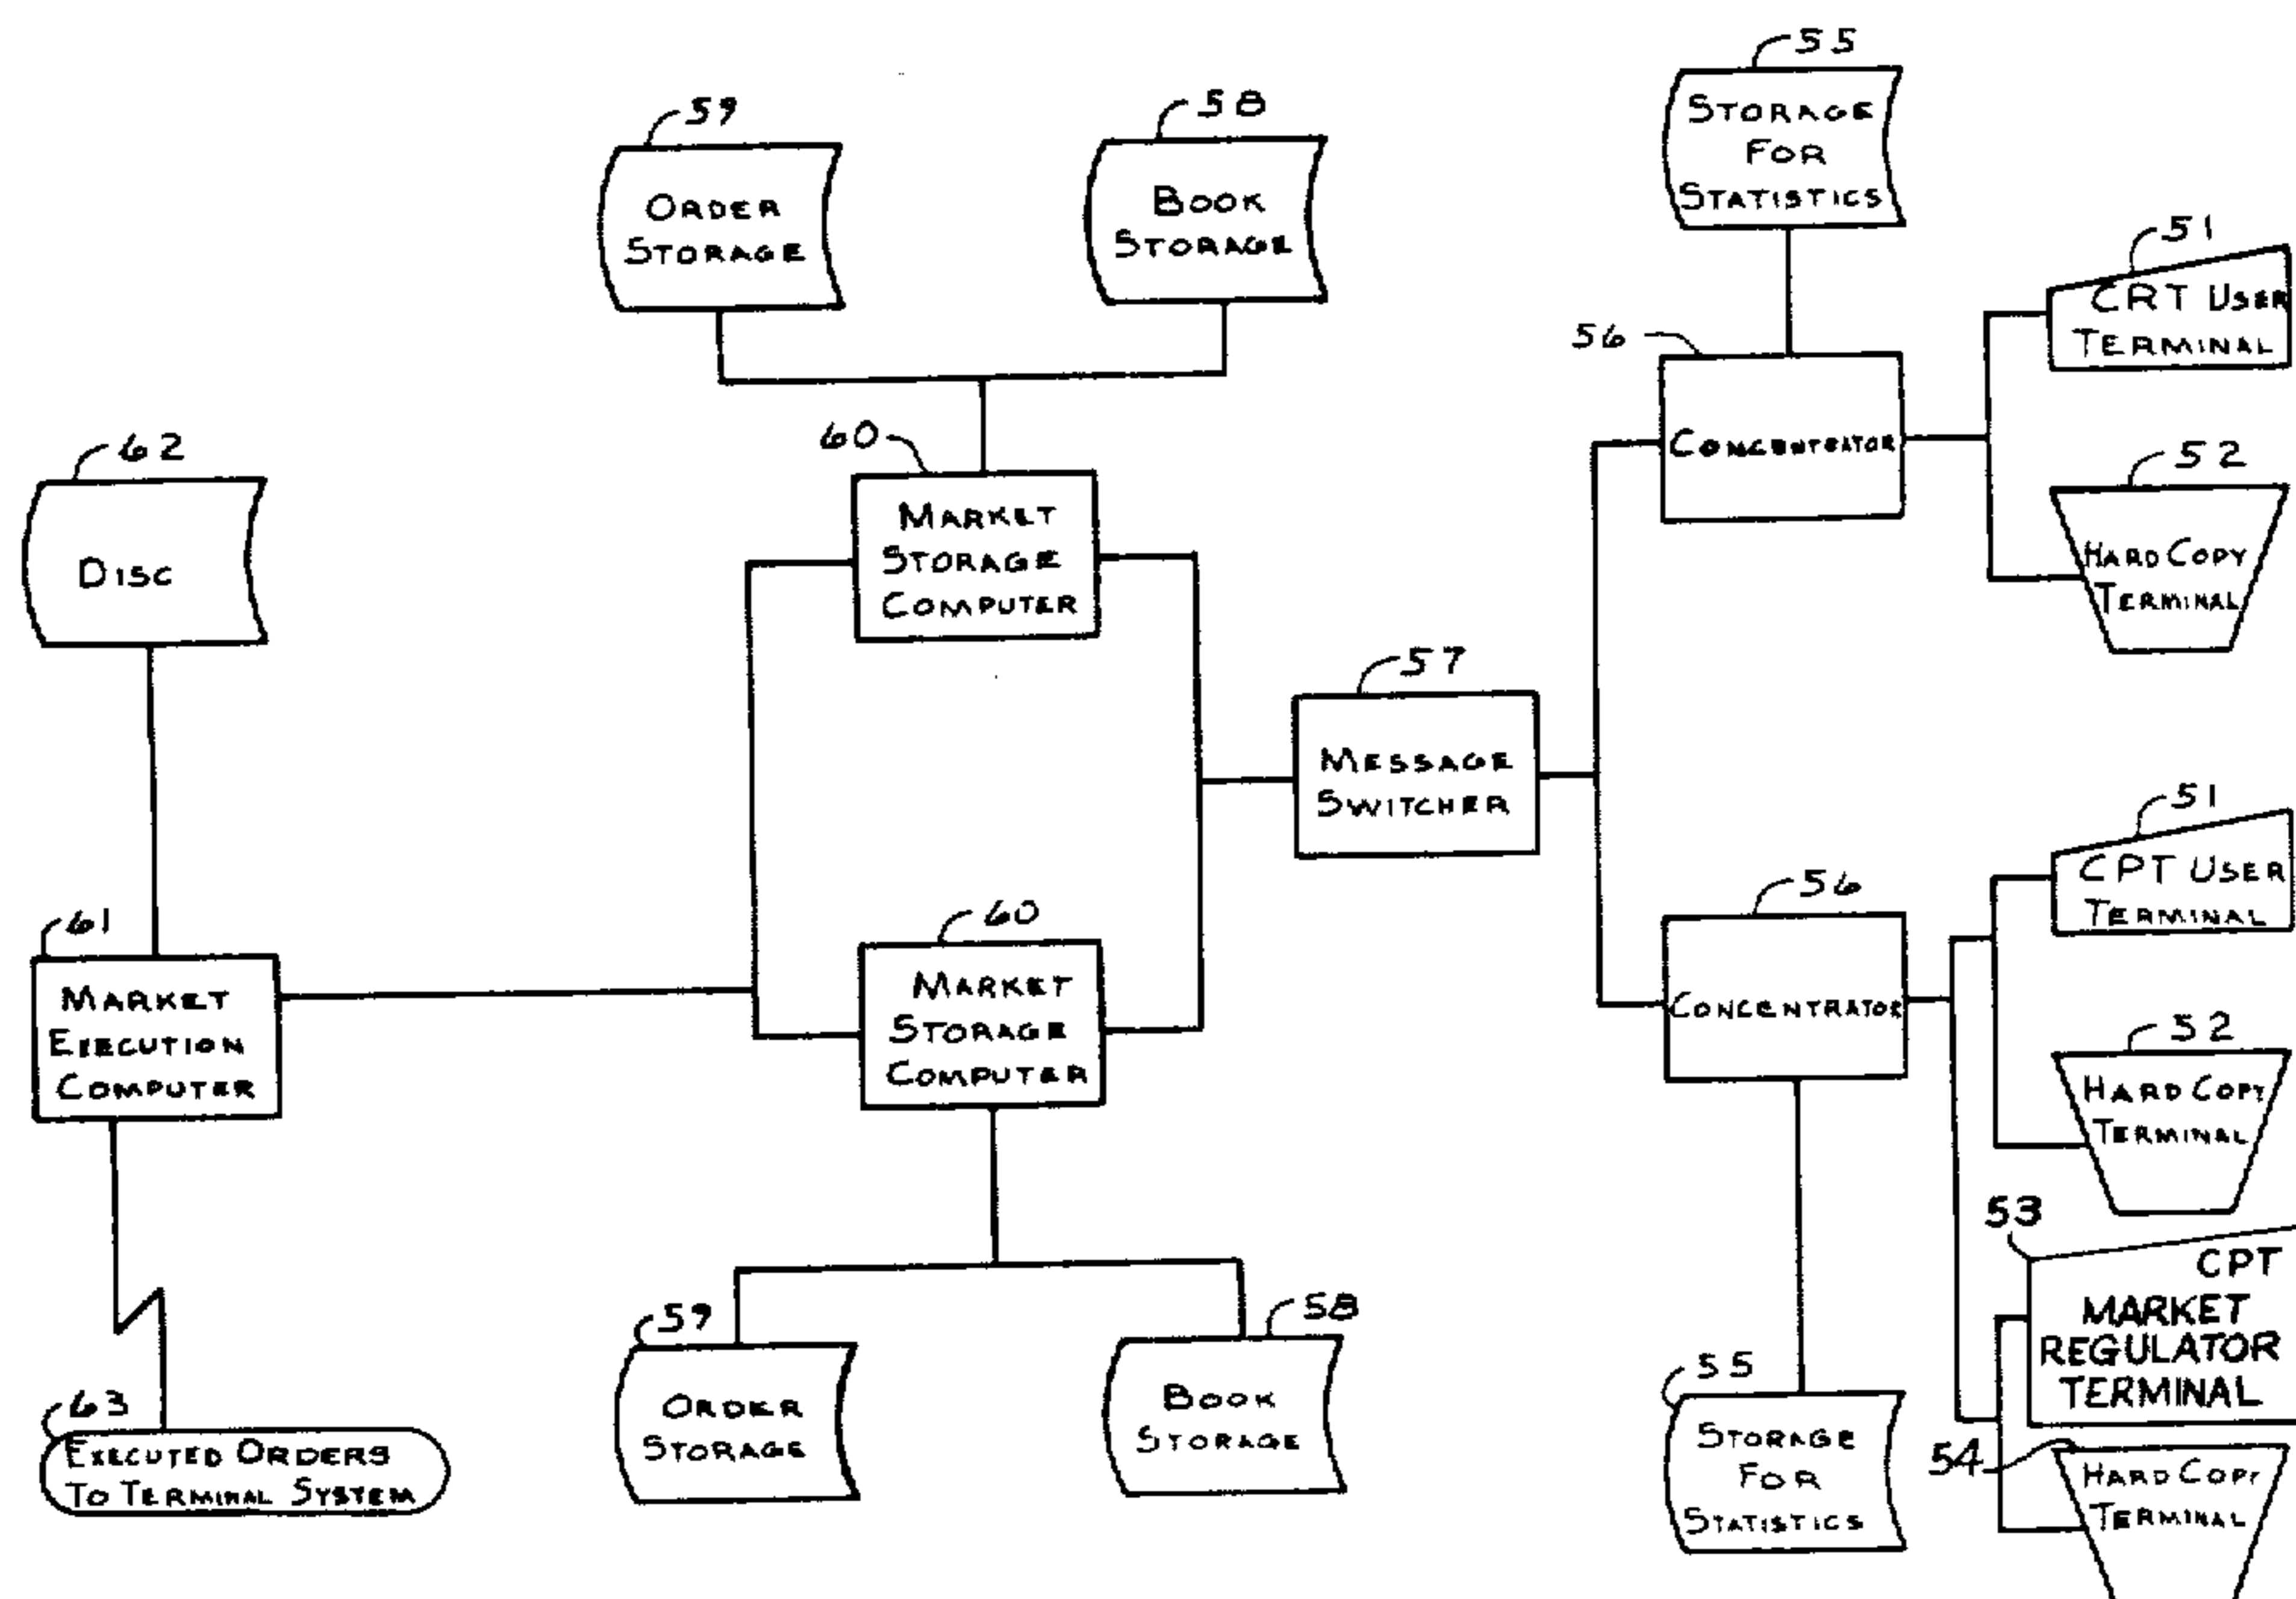 55
STORAGE
FOR
STATISTICS
59
ORDER
STORAGE
58
BOOK
STORAGE
51
CRT USER
TERMINAL
56
CONCENTRATOR
52
HARD COPY
TERMINAL
62
DISC
60
MARKET
STORAGE
COMPUTER
57
MESSAGE
SWITCHER
51
CPT USER
TERMINAL
56
CONCENTRATOR
52
HARD COPY
TERMINAL
61
MARKET
EXECUTION
COMPUTER
60
MARKET
STORAGE
COMPUTER
53
CPT
MARKET
REGULATOR
TERMINAL
59
ORDER
STORAGE
58
BOOK
STORAGE
55
STORAGE
FOR
STATISTICS
54
HARD COPY
TERMINAL
63
EXECUTED ORDERS
TO TERMINAL SYSTEM